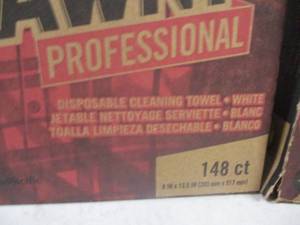 PROFESSIONAL
DISPOSABLE CLEANING TOWEL • WHITE
JETABLE NETTOYAGE SERVIETTE • BLANC
TOALLA LIMPIEZA DESECHABLE • BLANCO
148 ct